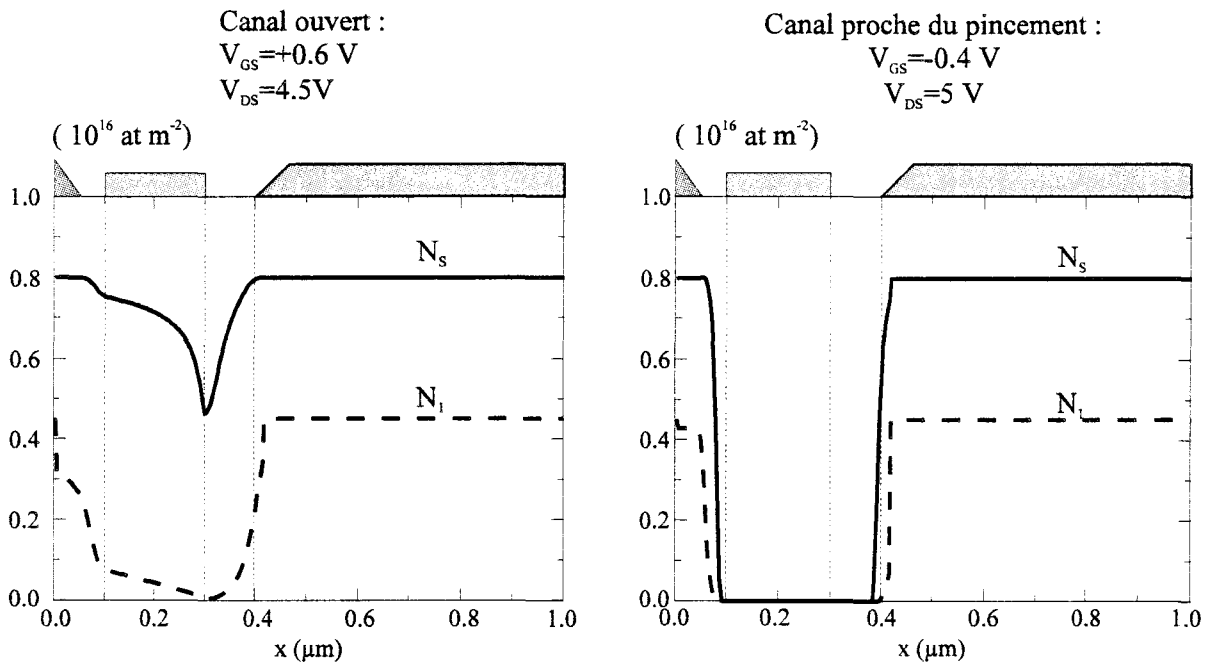 Canal ouvert :
V_GS=+0.6 V
V_DS=4.5V
( 10^16 at m^-2)
1.0
0.8
0.6
0.4
0.2
0.0
N_S
N_1
0.0 0.2 0.4 0.6 0.8 1.0
x (µm)
Canal proche du pincement :
V_GS=-0.4 V
V_DS=5 V
( 10^16 at m^-2)
1.0
0.8
0.6
0.4
0.2
0.0
N_S
N_1
0.0 0.2 0.4 0.6 0.8 1.0
x (µm)